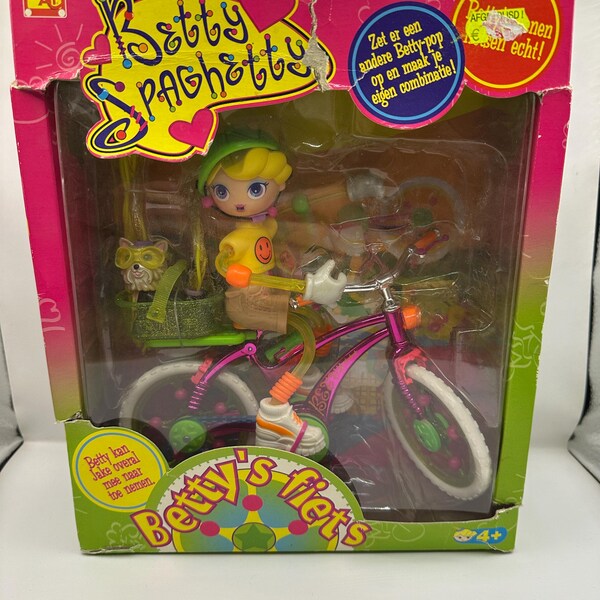 Betty
Spaghetty
Zet er een
andere Betty-pop
op en maak je
eigen combinatie!
echt!
Betty kan
Jake overal
mee naar
toe nemen.
Betty's fiets
4+